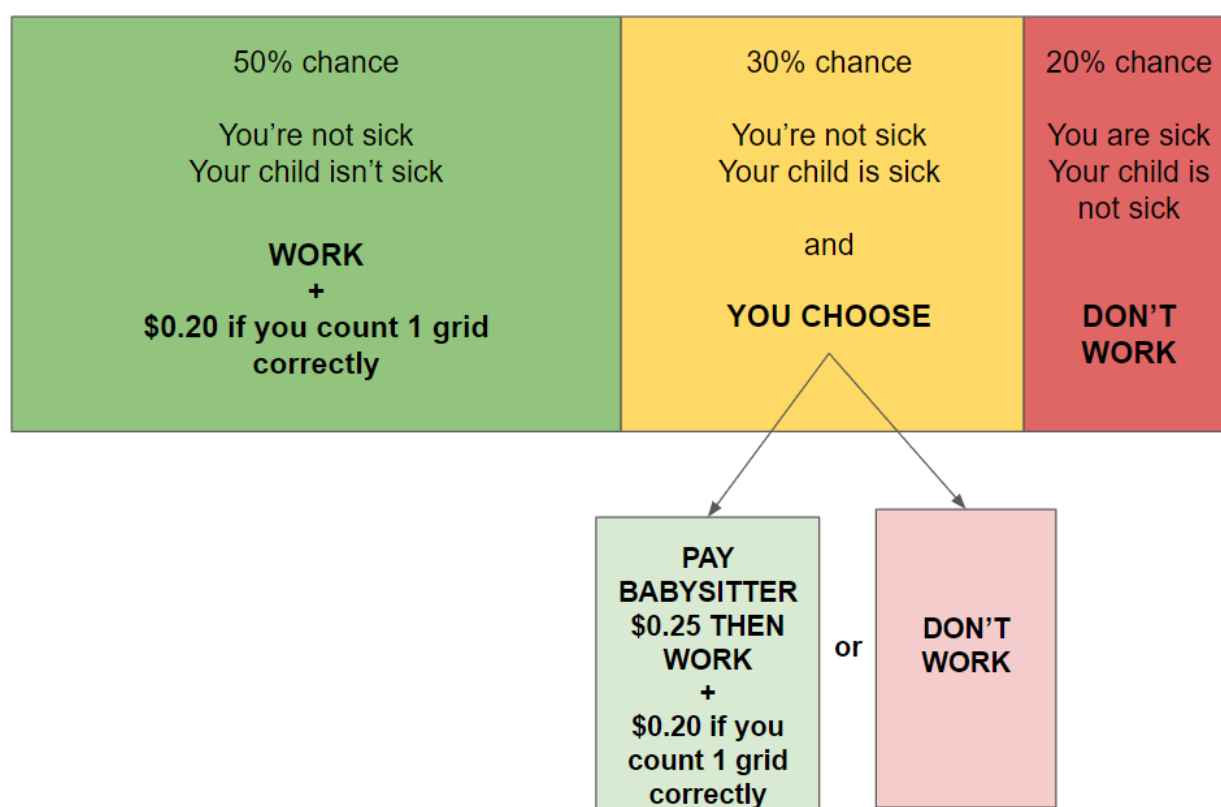 50% chance
You're not sick
Your child isn't sick
WORK
+
$0.20 if you count 1 grid
correctly
30% chance
You're not sick
Your child is sick
and
YOU CHOOSE
20% chance
You are sick
Your child is
not sick
DON'T
WORK
PAY
BABYSITTER
$0.25 THEN
WORK
+
$0.20 if you
count 1 grid
correctly
or
DON'T
WORK